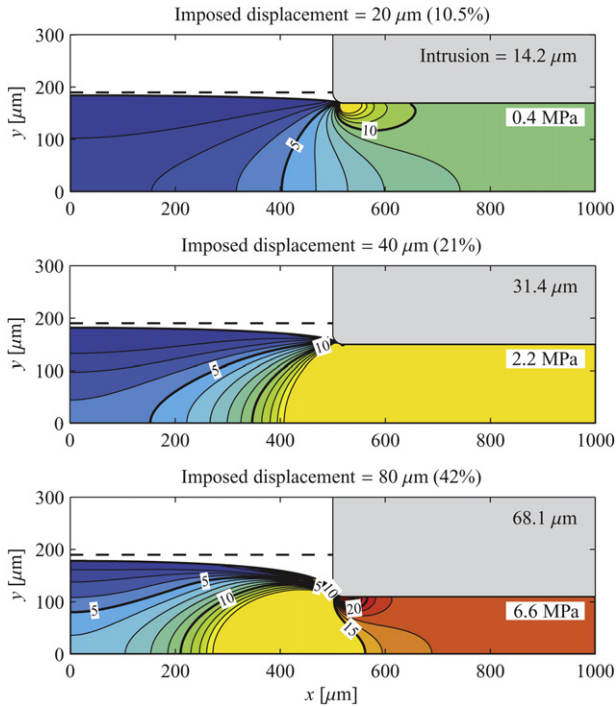 Imposed displacement = 20 μm (10.5%)
300
200
100
0
y [μm]
Intrusion = 14.2 μm
0.4 MPa
5
10
0 200 400 600 800 1000
Imposed displacement = 40 μm (21%)
300
200
100
0
y [μm]
31.4 μm
2.2 MPa
10
5
0 200 400 600 800 1000
Imposed displacement = 80 μm (42%)
300
200
100
0
y [μm]
68.1 μm
6.6 MPa
5
5
10
5
10
20
15
0 200 400 600 800 1000
x [μm]